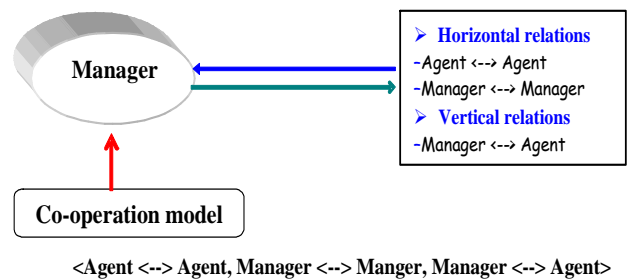 Manager
➢ Horizontal relations
-Agent <--> Agent
-Manager <--> Manager
➢ Vertical relations
-Manager <--> Agent
Co-operation model
<Agent <--> Agent, Manager <--> Manger, Manager <--> Agent>